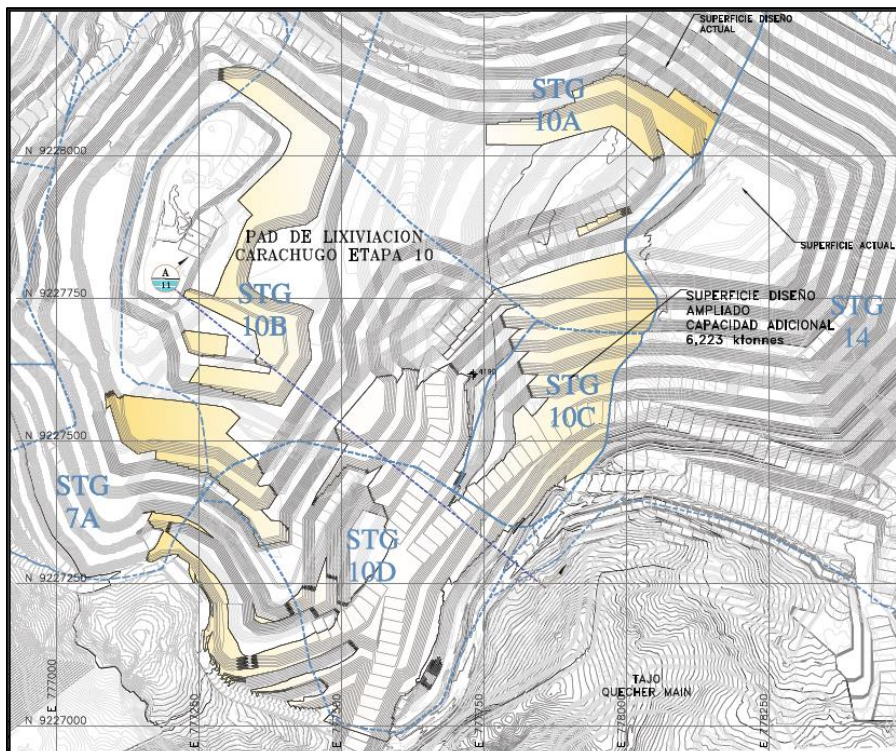 SUPERFICIE DISEÑO
ACTUAL
STG
10A
N 9228000
PAD DE LIXIVIACION
CARACHUGO ETAPA 10
SUPERFICIE ACTUAL
A
11
N 9227750
STG
10B
SUPERFICIE DISEÑO
AMPLIADO
CAPACIDAD ADICIONAL
6,223 ktonnes
STG
14
4190
STG
10C
N 9227500
STG
7A
STG
10D
N 9227250
TAJO
QUECHER MAIN
N 9227000
E 777000
E 777250
E 777500
E 777750
E 778000
E 778250